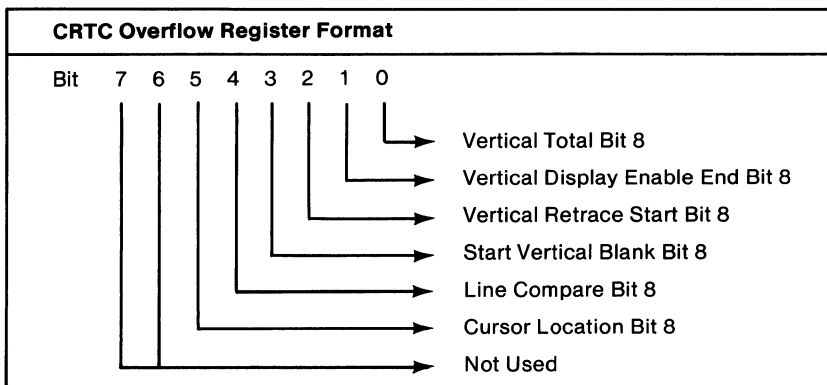 CRTC Overflow Register Format
Bit 7 6 5 4 3 2 1 0
Vertical Total Bit 8
Vertical Display Enable End Bit 8
Vertical Retrace Start Bit 8
Start Vertical Blank Bit 8
Line Compare Bit 8
Cursor Location Bit 8
Not Used